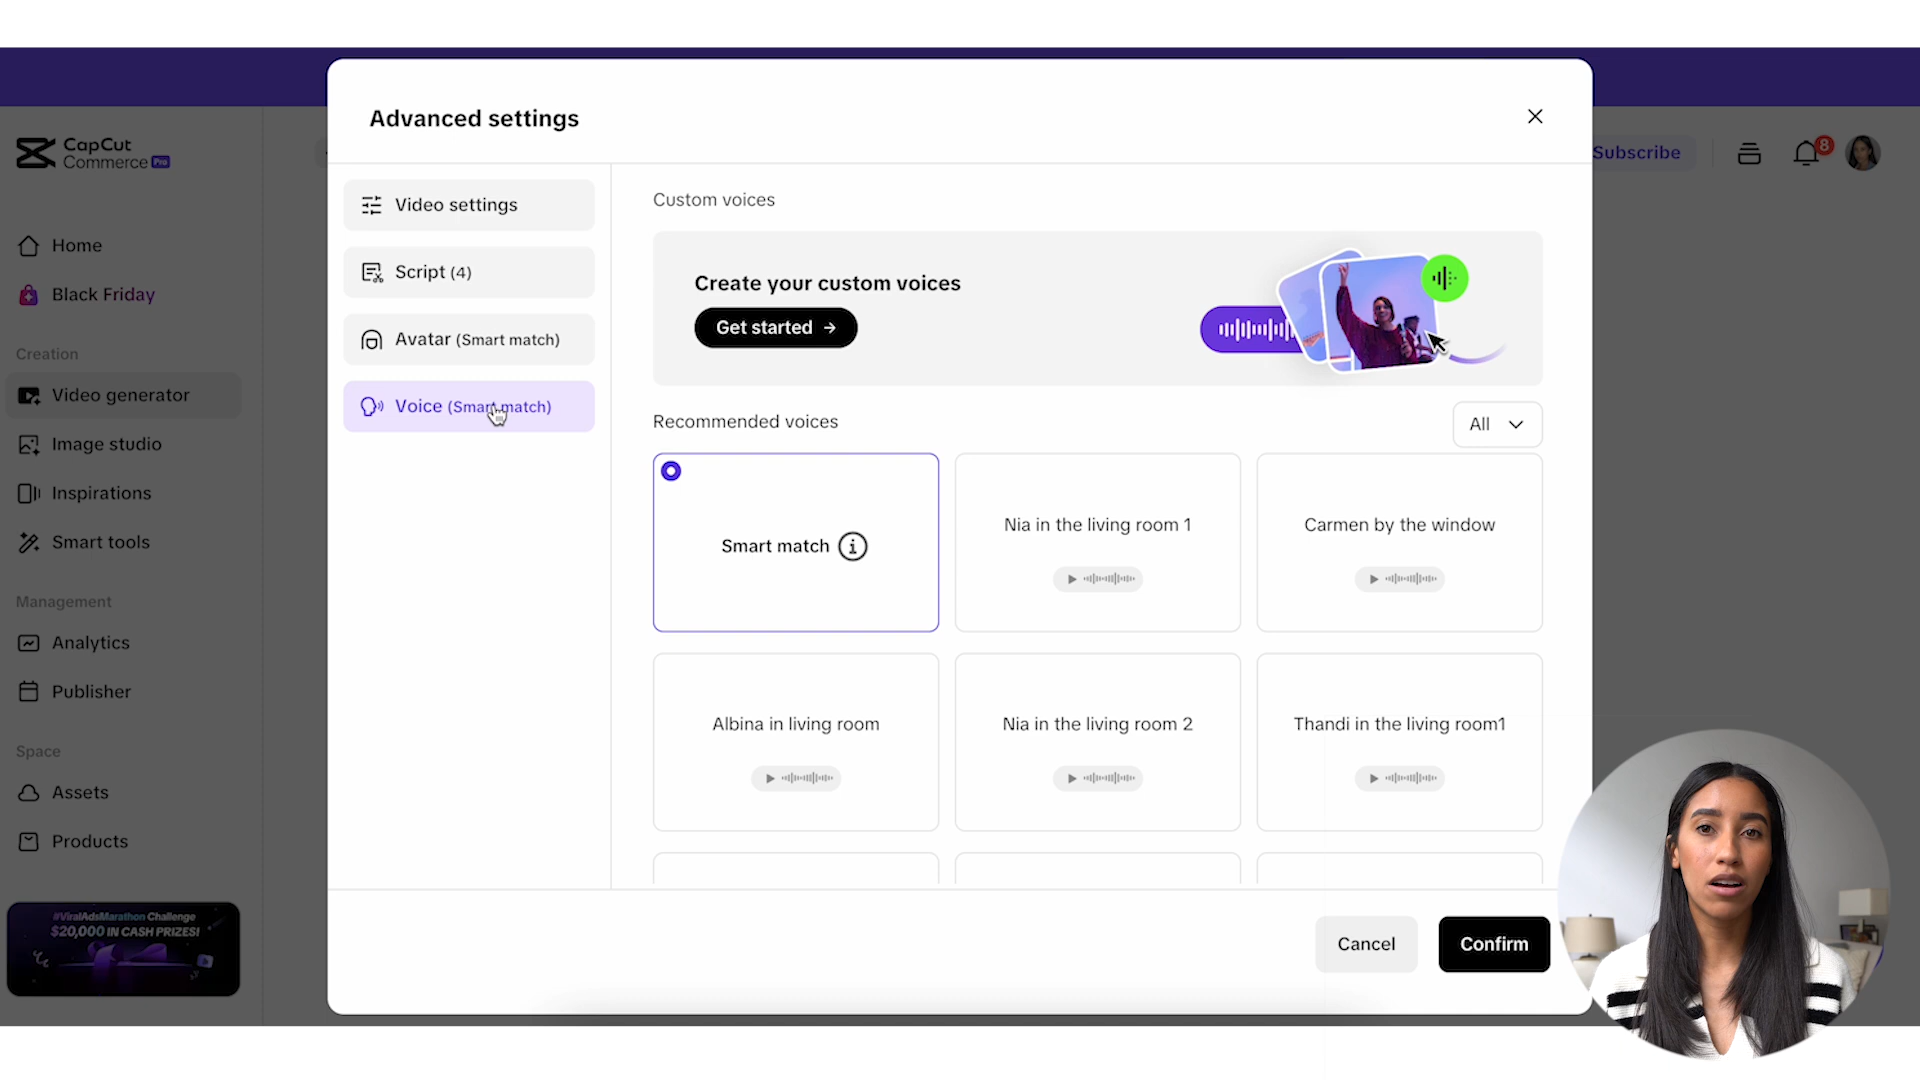 Advanced settings
CapCut
Commerce Pro
Subscribe
8
Home
Black Friday
Creation
Video generator
Image studio
Inspirations
Smart tools
Management
Analytics
Publisher
Space
Assets
Products
#ViralAdsMarathon Challenge
$20,000 IN CASH PRIZES!
Video settings
Script (4)
Avatar (Smart match)
Voice (Smart match)
Custom voices
Create your custom voices
Get started →
Recommended voices
All
Smart match
Nia in the living room 1
Carmen by the window
Albina in living room
Nia in the living room 2
Thandi in the living room1
Cancel
Confirm